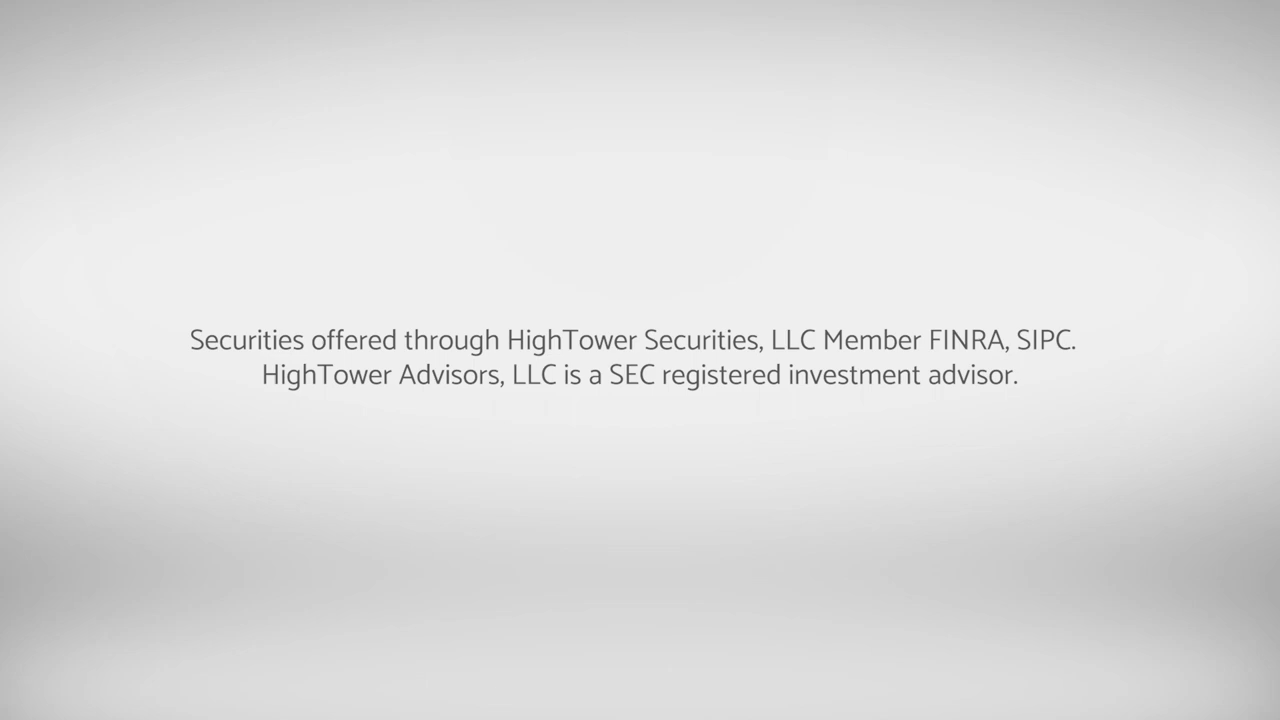 Securities offered through HighTower Securities, LLC Member FINRA, SIPC.
HighTower Advisors, LLC is a SEC registered investment advisor.